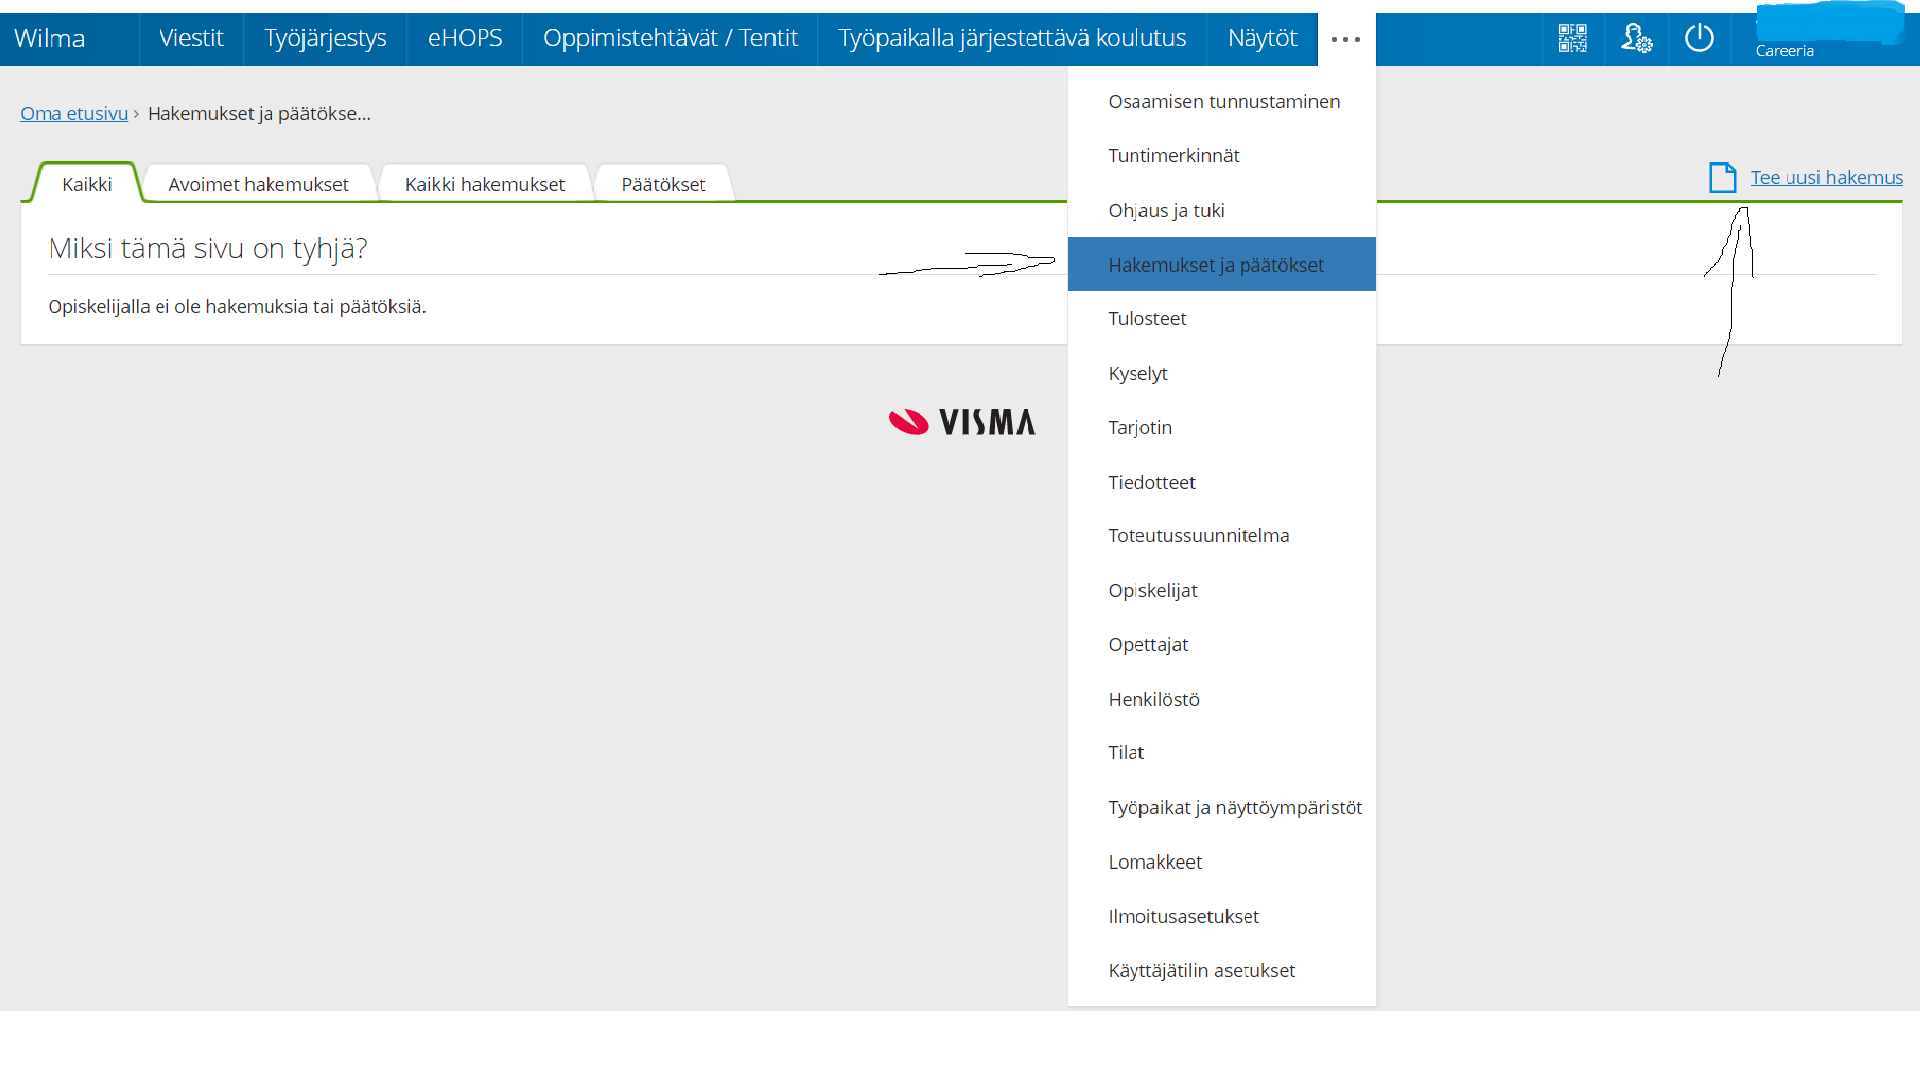 Wilma
Viestit
Työjärjestys
eHOPS
Oppimistehtävät / Tentit
Työpaikalla järjestettävä koulutus
Näytöt
Careeria
Oma etusivu › Hakemukset ja päätökse...
Kaikki
Avoimet hakemukset
Kaikki hakemukset
Päätökset
Tee uusi hakemus
Miksi tämä sivu on tyhjä?
Opiskelijalla ei ole hakemuksia tai päätöksiä.
VISMA
Osaamisen tunnustaminen
Tuntimerkinnät
Ohjaus ja tuki
Hakemukset ja päätökset
Tulosteet
Kyselyt
Tarjotin
Tiedotteet
Toteutussuunnitelma
Opiskelijat
Opettajat
Henkilöstö
Tilat
Työpaikat ja näyttöympäristöt
Lomakkeet
Ilmoitusasetukset
Käyttäjätilin asetukset